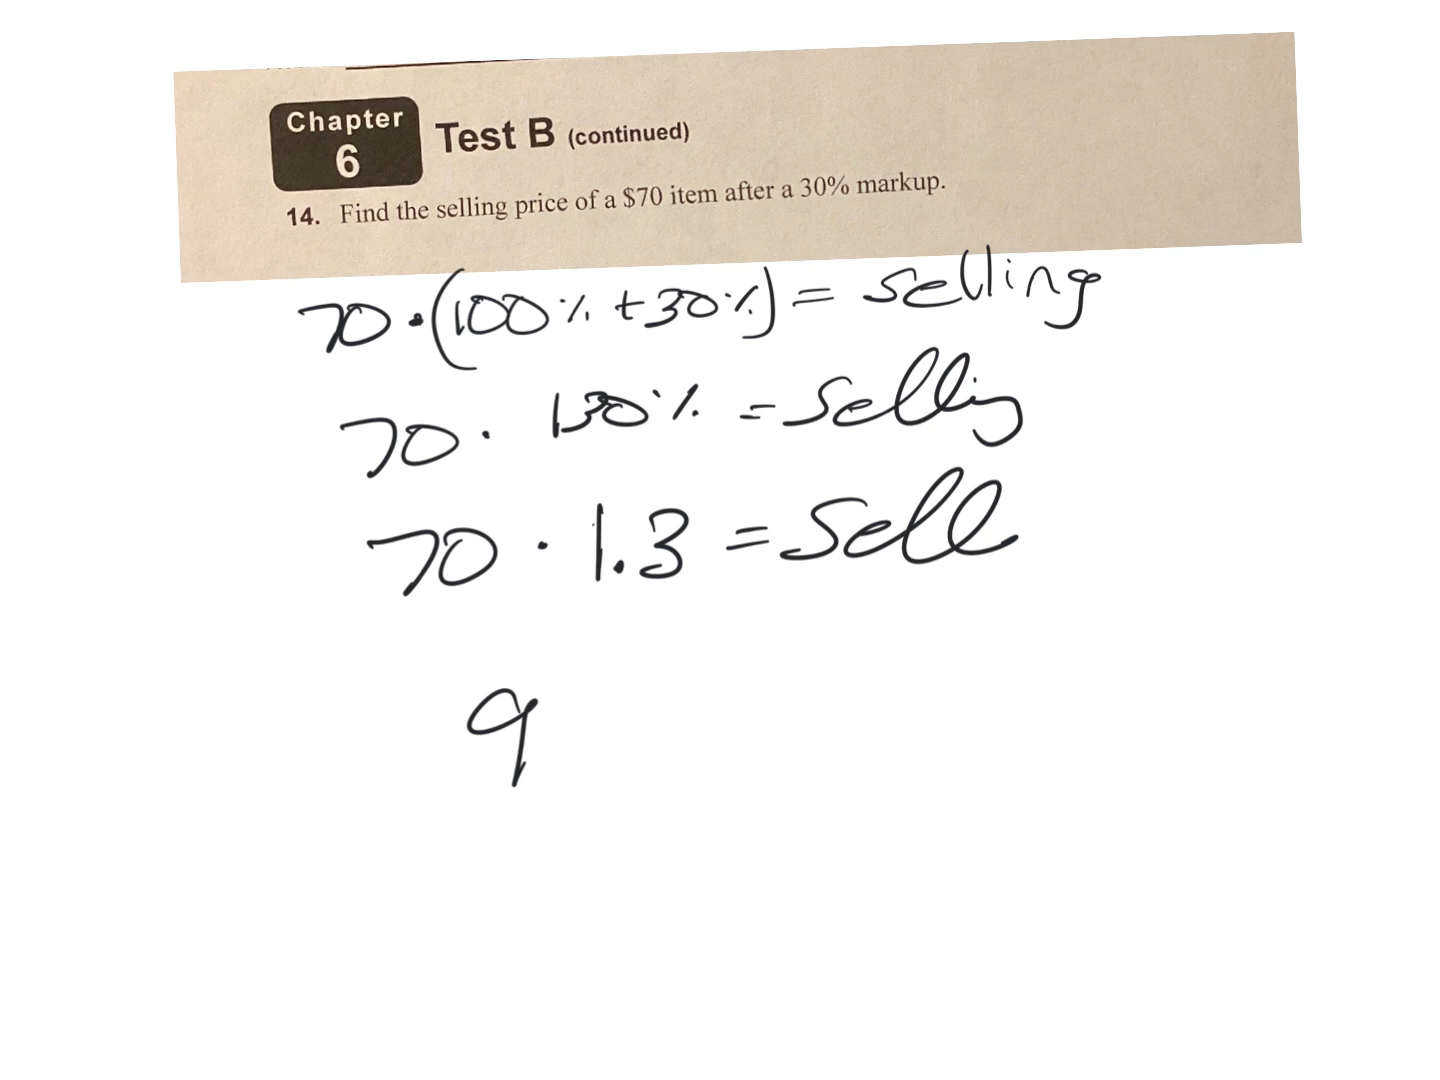 Chapter
6
Test B (continued)
14. Find the selling price of a $70 item after a 30% markup.
70 · (100% + 30%) = selling
70 · 130% = selling
70 · 1.3 = Sell
9